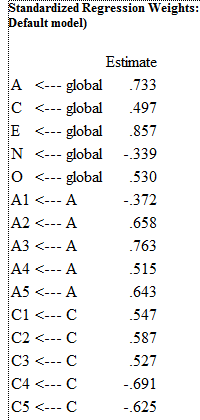 Standardized Regression Weights:
Default model)
Estimate
A <--- global .733
C <--- global .497
E <--- global .857
N <--- global -.339
O <--- global .530
A1 <--- A -.372
A2 <--- A .658
A3 <--- A .763
A4 <--- A .515
A5 <--- A .643
C1 <--- C .547
C2 <--- C .587
C3 <--- C .527
C4 <--- C -.691
C5 <--- C -.625